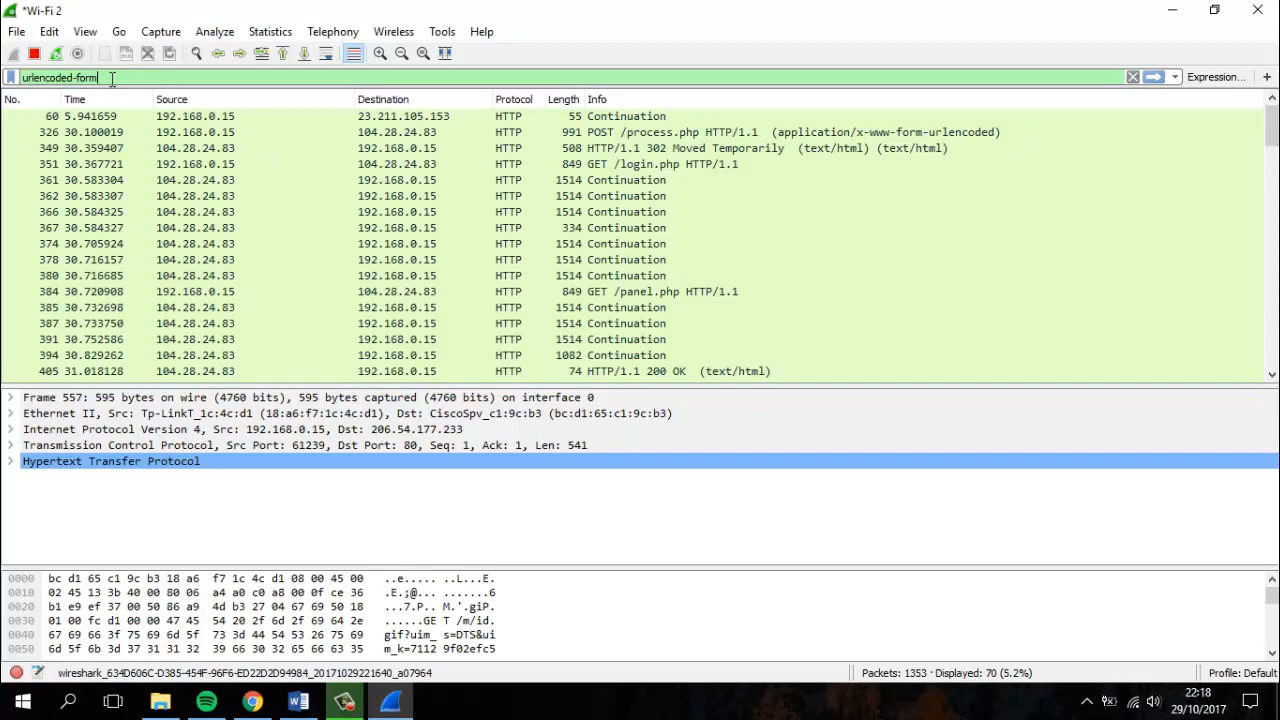 *Wi-Fi 2
File Edit View Go Capture Analyze Statistics Telephony Wireless Tools Help
urlencoded-form Expression... +
No. Time Source Destination Protocol Length Info
60 5.941659 192.168.0.15 23.211.105.153 HTTP 55 Continuation
326 30.100019 192.168.0.15 104.28.24.83 HTTP 991 POST /process.php HTTP/1.1 (application/x-www-form-urlencoded)
349 30.359407 104.28.24.83 192.168.0.15 HTTP 508 HTTP/1.1 302 Moved Temporarily (text/html) (text/html)
351 30.367721 192.168.0.15 104.28.24.83 HTTP 849 GET /login.php HTTP/1.1
361 30.583304 104.28.24.83 192.168.0.15 HTTP 1514 Continuation
362 30.583307 104.28.24.83 192.168.0.15 HTTP 1514 Continuation
366 30.584325 104.28.24.83 192.168.0.15 HTTP 1514 Continuation
367 30.584328 104.28.24.83 192.168.0.15 HTTP 334 Continuation
374 30.705924 104.28.24.83 192.168.0.15 HTTP 1514 Continuation
378 30.716157 104.28.24.83 192.168.0.15 HTTP 1514 Continuation
380 30.716685 104.28.24.83 192.168.0.15 HTTP 1514 Continuation
384 30.720908 192.168.0.15 104.28.24.83 HTTP 849 GET /panel.php HTTP/1.1
385 30.732698 104.28.24.83 192.168.0.15 HTTP 1514 Continuation
387 30.733750 104.28.24.83 192.168.0.15 HTTP 1514 Continuation
391 30.752586 104.28.24.83 192.168.0.15 HTTP 1514 Continuation
394 30.829262 104.28.24.83 192.168.0.15 HTTP 1082 Continuation
405 31.018128 104.28.24.83 192.168.0.15 HTTP 74 HTTP/1.1 200 OK (text/html)
Frame 557: 595 bytes on wire (4760 bits), 595 bytes captured (4760 bits) on interface 0
Ethernet II, Src: Tp-LinkT_1c:4c:d1 (18:a6:f7:1c:4c:d1), Dst: CiscoSpv_c1:9c:b3 (bc:d1:65:c1:9c:b3)
Internet Protocol Version 4, Src: 192.168.0.15, Dst: 206.54.177.233
Transmission Control Protocol, Src Port: 61239, Dst Port: 80, Seq: 1, Ack: 1, Len: 541
Hypertext Transfer Protocol
0000 bc d1 65 c1 9c b3 18 a6 f7 1c 4c d1 08 00 45 00 ..e..... ..L...E.
0010 02 45 13 3b 40 00 80 06 a4 a0 c0 a8 00 0f ce 36 .E.;@... .......6
0020 b1 e9 ef 37 00 50 86 a9 4d b3 27 04 67 69 50 18 ...7.P.. M.'.giP.
0030 01 00 fc d1 00 00 47 45 54 20 2f 6d 2f 69 64 2e ......GE T /m/id.
0040 67 69 66 3f 75 69 6d 5f 73 3d 44 54 53 26 75 69 gif?uim_ s=DTS&ui
0050 6d 5f 6b 3d 37 31 31 32 39 66 30 32 65 66 63 35 m_k=7112 9f02efc5
wireshark_634D606C-D385-454F-96F6-ED22D2D94984_20171029221640_a07964 Packets: 1353 · Displayed: 70 (5.2%) Profile: Default
22:18
29/10/2017